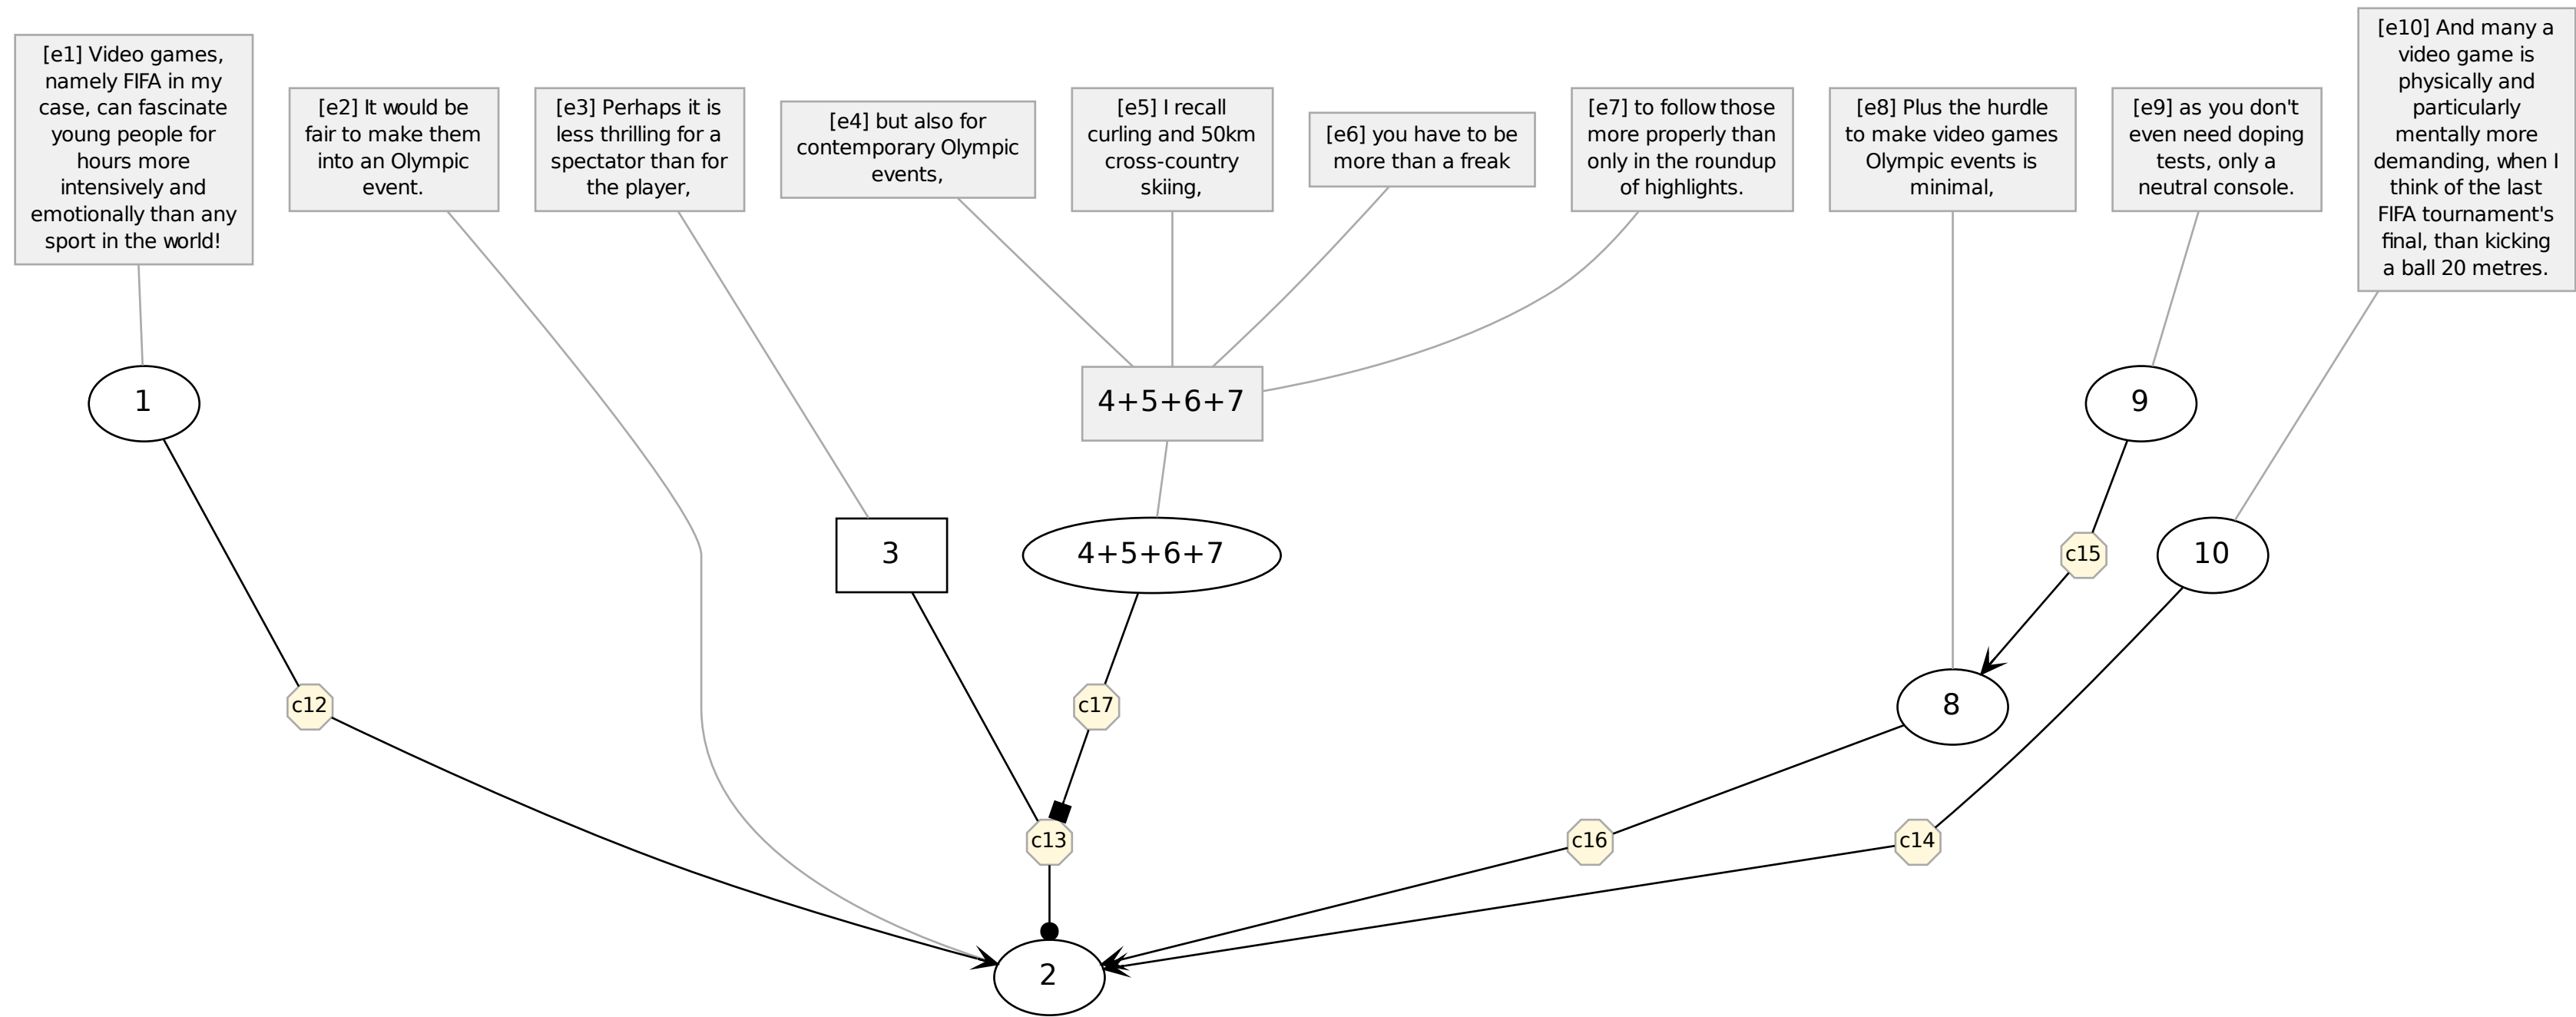 [e1] Video games,
namely FIFA in my
case, can fascinate
young people for
hours more
intensively and
emotionally than any
sport in the world!
[e2] It would be
fair to make them
into an Olympic
event.
[e3] Perhaps it is
less thrilling for a
spectator than for
the player,
[e4] but also for
contemporary Olympic
events,
[e5] I recall
curling and 50km
cross-country
skiing,
[e6] you have to be
more than a freak
[e7] to follow those
more properly than
only in the roundup
of highlights.
[e8] Plus the hurdle
to make video games
Olympic events is
minimal,
[e9] as you don't
even need doping
tests, only a
neutral console.
[e10] And many a
video game is
physically and
particularly
mentally more
demanding, when I
think of the last
FIFA tournament's
final, than kicking
a ball 20 metres.
1
4+5+6+7
9
3
4+5+6+7
c15
10
c12
c17
8
c13
c16
c14
2